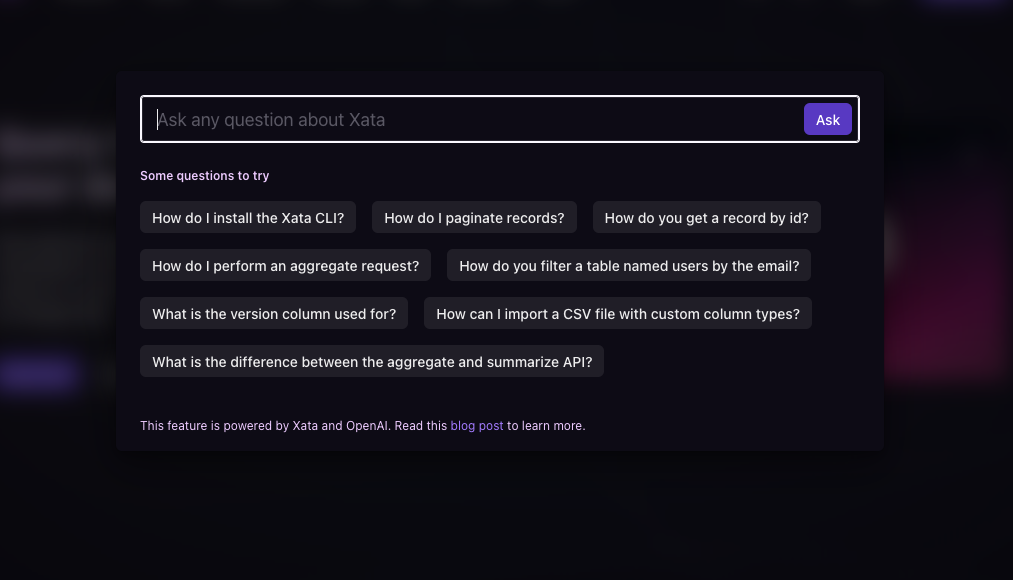 Ask any question about Xata
Ask
Some questions to try
How do I install the Xata CLI?
How do I paginate records?
How do you get a record by id?
How do I perform an aggregate request?
How do you filter a table named users by the email?
What is the version column used for?
How can I import a CSV file with custom column types?
What is the difference between the aggregate and summarize API?
This feature is powered by Xata and OpenAI. Read this blog post to learn more.